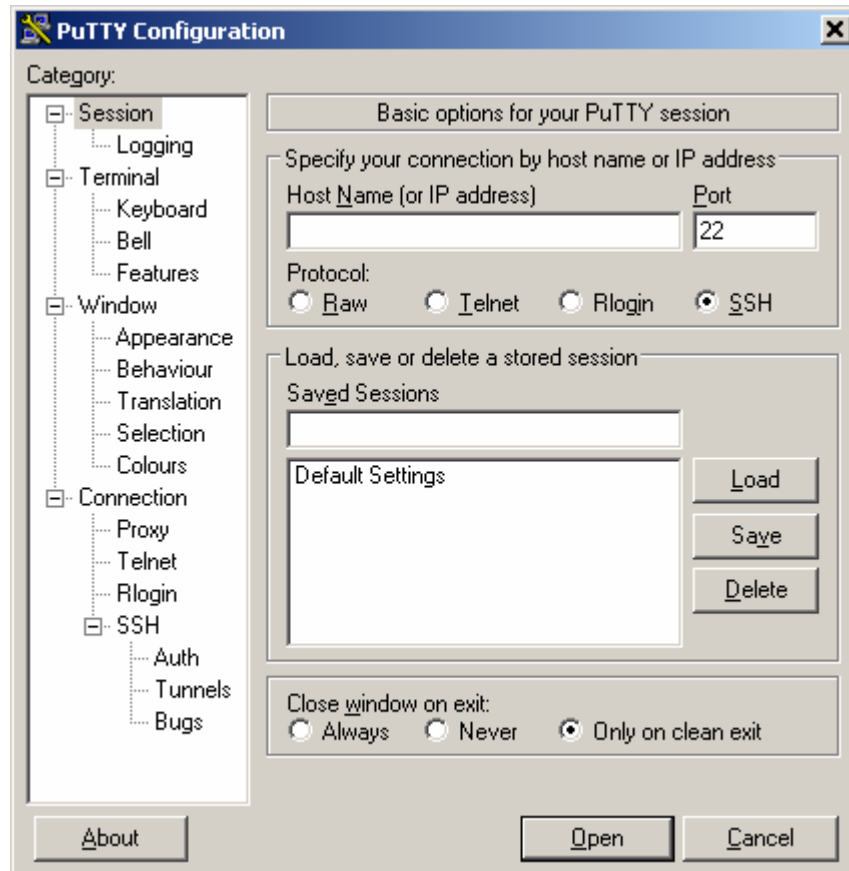 PuTTY Configuration
Category:
Session
Logging
Terminal
Keyboard
Bell
Features
Window
Appearance
Behaviour
Translation
Selection
Colours
Connection
Proxy
Telnet
Rlogin
SSH
Auth
Tunnels
Bugs
Basic options for your PuTTY session
Specify your connection by host name or IP address
Host Name (or IP address) Port
22
Protocol:
Raw Telnet Rlogin SSH
Load, save or delete a stored session
Saved Sessions
Default Settings
Load
Save
Delete
Close window on exit:
Always Never Only on clean exit
About Open Cancel